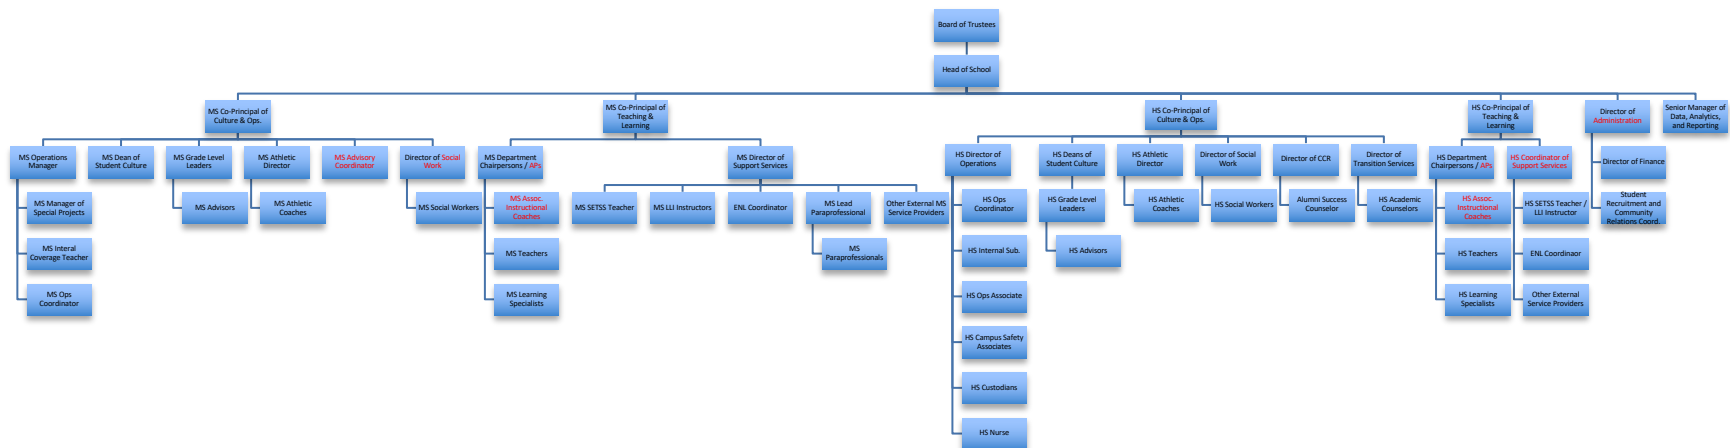 Board of Trustees
Head of School
MS Co-Principal of
Culture & Ops.
MS Co-Principal of
Teaching &
Learning
HS Co-Principal of
Culture & Ops.
HS Co-Principal of
Teaching &
Learning
Director of
Administration
Senior Manager of
Data, Analytics,
and Reporting
MS Operations
Manager
MS Dean of
Student Culture
MS Grade Level
Leaders
MS Athletic
Director
MS Advisory
Coordinator
Director of Social
Work
MS Department
Chairpersons / APs
MS Director of
Support Services
HS Director of
Operations
HS Deans of
Student Culture
HS Athletic
Director
Director of Social
Work
Director of CCR
Director of
Transition Services
HS Department
Chairpersons / APs
HS Coordinator of
Support Services
Director of Finance
MS Manager of
Special Projects
MS Advisors
MS Athletic
Coaches
MS Social Workers
MS Assoc.
Instructional
Coaches
MS SETSS Teacher
MS LLI Instructors
ENL Coordinator
MS Lead
Paraprofessional
Other External MS
Service Providers
HS Ops
Coordinator
HS Grade Level
Leaders
HS Athletic
Coaches
HS Social Workers
Alumni Success
Counselor
HS Academic
Counselors
HS Assoc.
Instructional
Coaches
HS SETSS Teacher /
LLI Instructor
Student
Recruitment and
Community
Relations Coord.
MS Interal
Coverage Teacher
MS Teachers
MS
Paraprofessionals
HS Internal Sub.
HS Advisors
HS Teachers
ENL Coordinaor
MS Ops
Coordinator
MS Learning
Specialists
HS Ops Associate
HS Learning
Specialists
Other External
Service Providers
HS Campus Safety
Associates
HS Custodians
HS Nurse